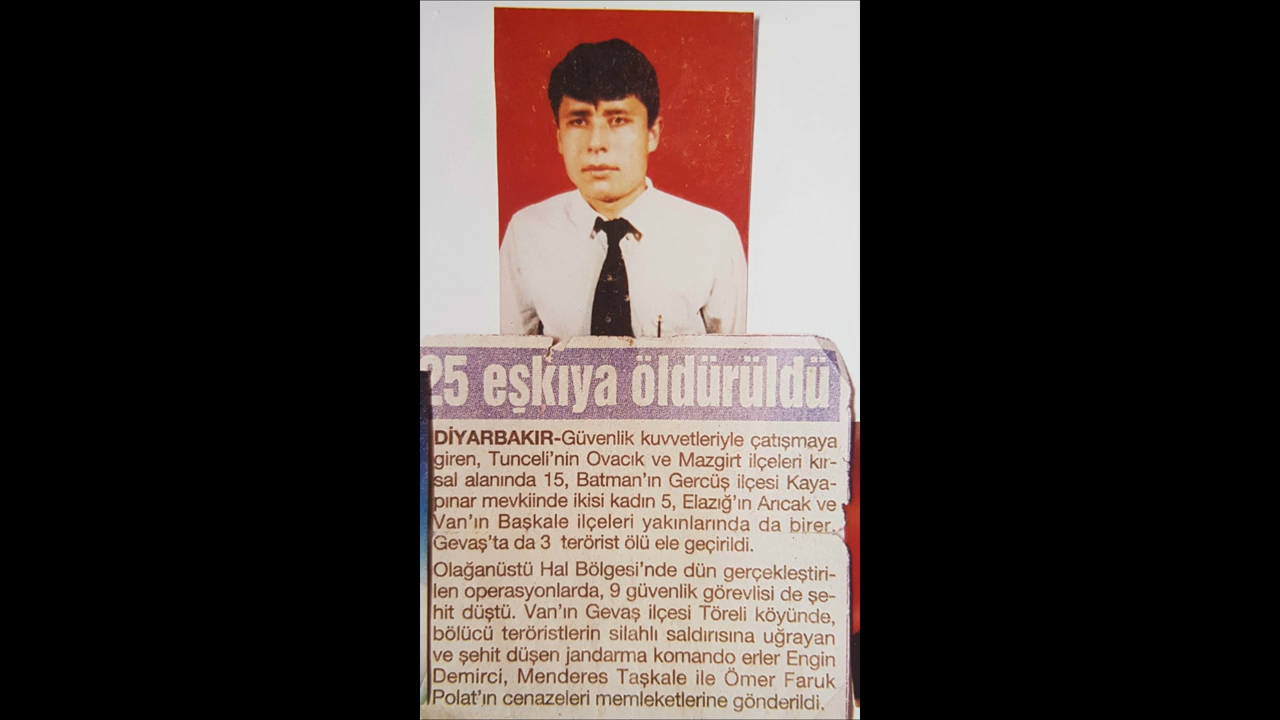 25 eşkıya öldürüldü
DİYARBAKIR-Güvenlik kuvvetleriyle çatışmaya
giren, Tunceli'nin Ovacık ve Mazgirt ilçeleri kır-
sal alanında 15, Batman'ın Gercüş ilçesi Kaya-
pınar mevkiinde ikisi kadın 5, Elazığ'ın Arıcak ve
Van'ın Başkale ilçeleri yakınlarında da birer.
Gevaş'ta da 3 terörist ölü ele geçirildi.
Olağanüstü Hal Bölgesi'nde dün gerçekleştiri-
len operasyonlarda, 9 güvenlik görevlisi de şe-
hit düştü. Van'ın Gevaş ilçesi Töreli köyünde,
bölücü teröristlerin silahlı saldırısına uğrayan
ve şehit düşen jandarma komando erler Engin
Demirci, Menderes Taşkale ile Ömer Faruk
Polat'ın cenazeleri memleketlerine gönderildi.